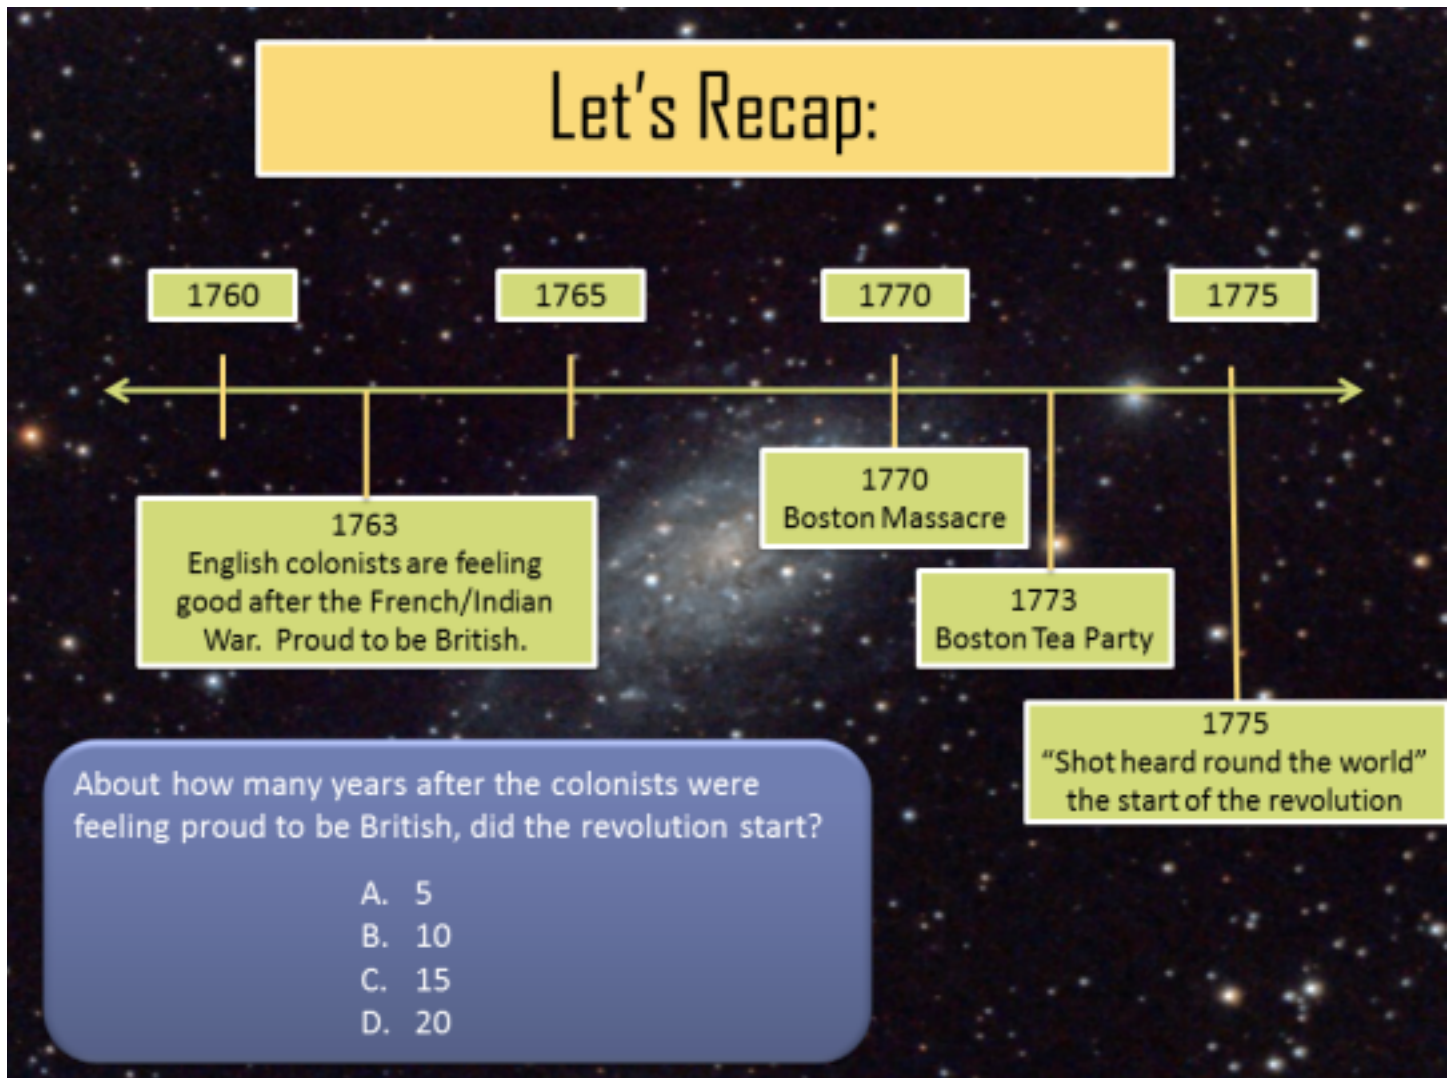 Let's Recap:
1760
1765
1770
1775
1763
English colonists are feeling
good after the French/Indian
War.  Proud to be British.
1770
Boston Massacre
1773
Boston Tea Party
1775
“Shot heard round the world”
the start of the revolution
About how many years after the colonists were
feeling proud to be British, did the revolution start?
A. 5
B. 10
C. 15
D. 20